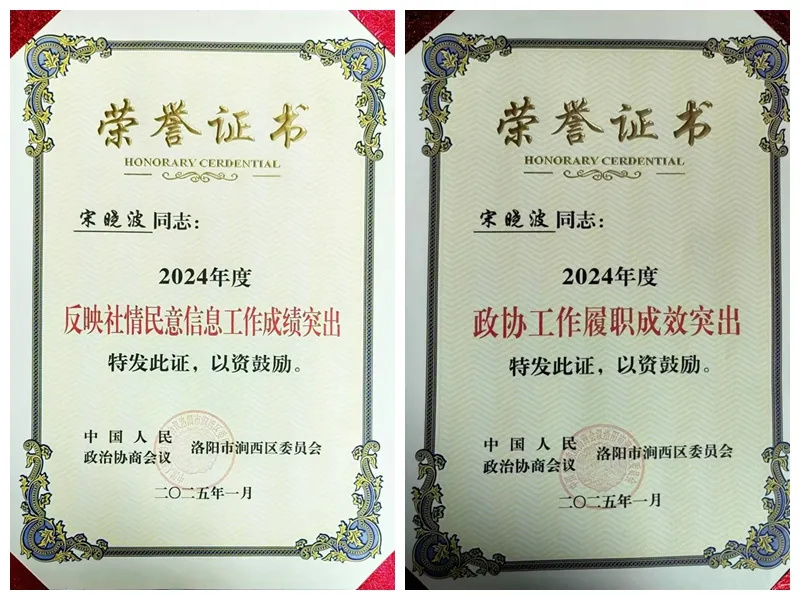 荣誉证书
HONORARY CERDENTIAL
宋晓波同志：
2024年度
反映社情民意信息工作成绩突出
特发此证，以资鼓励。
中国人民
政治协商会议
洛阳市涧西区委员会
二〇二五年一月
荣誉证书
HONORARY CERDENTIAL
宋晓波同志：
2024年度
政协工作履职成效突出
特发此证，以资鼓励。
中国人民
政治协商会议
洛阳市涧西区委员会
二〇二五年一月